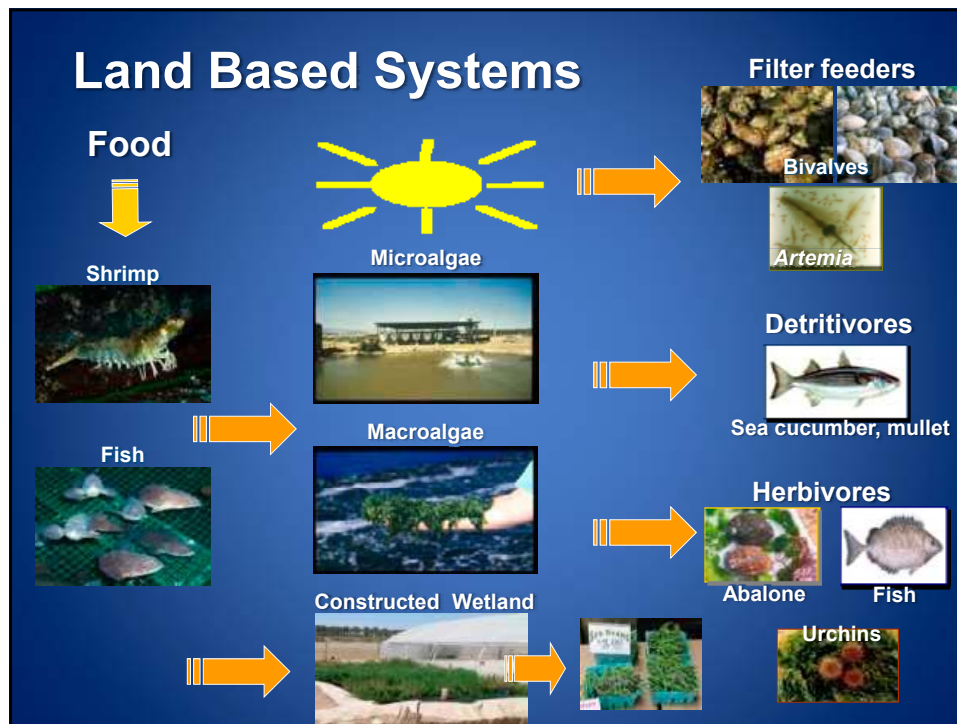 Land Based Systems
Food
Shrimp
Fish
Microalgae
Macroalgae
Constructed Wetland
Filter feeders
Bivalves
Artemia
Detritivores
Sea cucumber, mullet
Herbivores
Abalone
Fish
Urchins